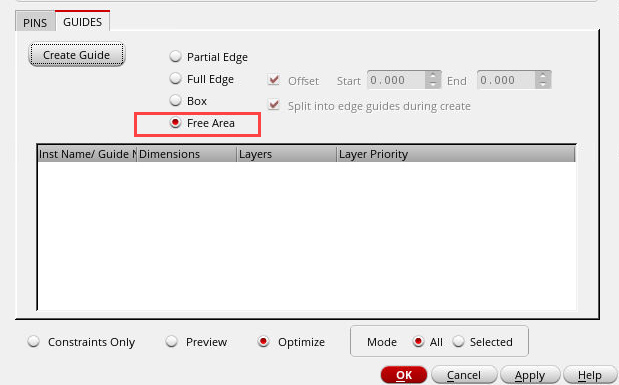 PINS GUIDES
Create Guide
Partial Edge
Full Edge
Offset Start 0.000 End 0.000
Box
Split into edge guides during create
Free Area
Inst Name/ Guide N Dimensions Layers Layer Priority
Constraints Only Preview Optimize Mode All Selected
OK Cancel Apply Help